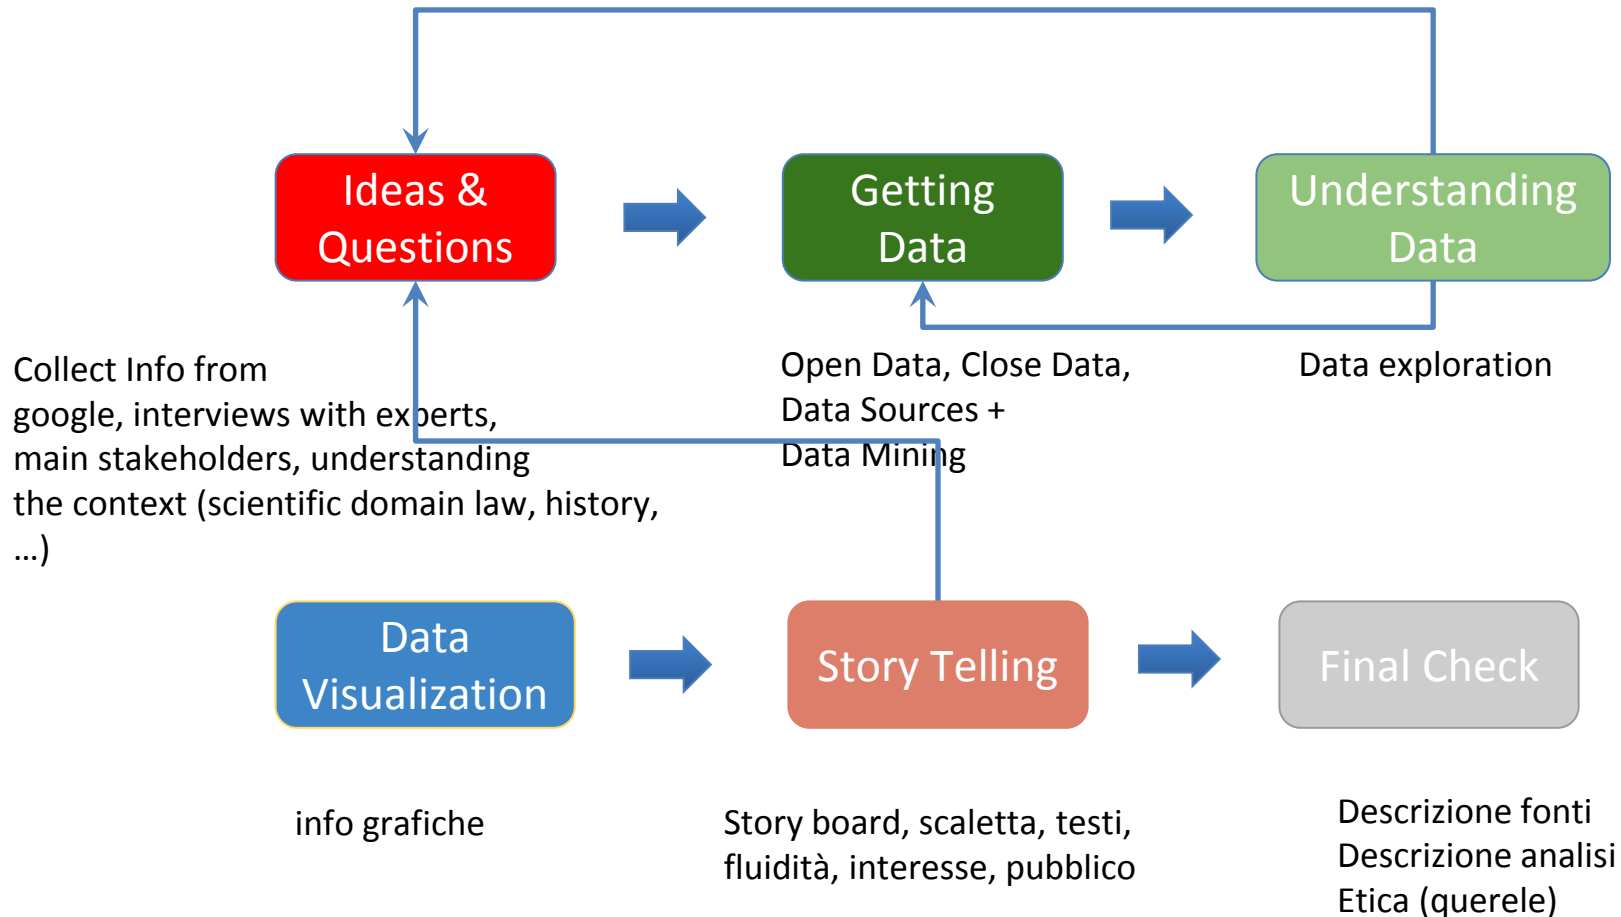 Ideas &
Questions
Getting
Data
Understanding
Data
Collect Info from
google, interviews with experts,
main stakeholders, understanding
the context (scientific domain law, history,
...)
Open Data, Close Data,
Data Sources +
Data Mining
Data exploration
Data
Visualization
Story Telling
Final Check
info grafiche
Story board, scaletta, testi,
fluidità, interesse, pubblico
Descrizione fonti
Descrizione analisi
Etica (querele)